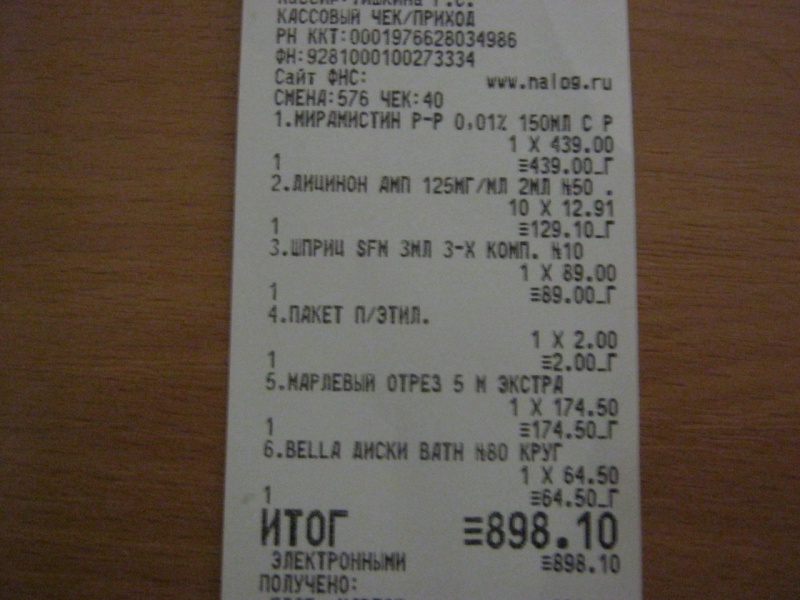 КАССОВЫЙ ЧЕК/ПРИХОД
РН ККТ:0001976628034986
ФН:9281000100273334
Сайт ФНС: www.nalog.ru
СМЕНА:576 ЧЕК:40
1.МИРАМИСТИН Р-Р 0,01% 150МЛ С Р
1 X 439.00
1 ≡439.00_Г
2.ДИЦИНОН АМП 125МГ/МЛ 2МЛ №50 .
10 X 12.91
1 ≡129.10_Г
3.ШПРИЦ SFM 3МЛ 3-Х КОМП. №10
1 X 89.00
1 ≡89.00_Г
4.ПАКЕТ П/ЭТИЛ.
1 X 2.00
1 ≡2.00_Г
5.МАРЛЕВЫЙ ОТРЕЗ 5 М ЭКСТРА
1 X 174.50
1 ≡174.50_Г
6.BELLA ДИСКИ ВАТН №80 КРУГ
1 X 64.50
1 ≡64.50_Г
ИТОГ ≡898.10
ЭЛЕКТРОННЫМИ ≡898.10
ПОЛУЧЕНО: